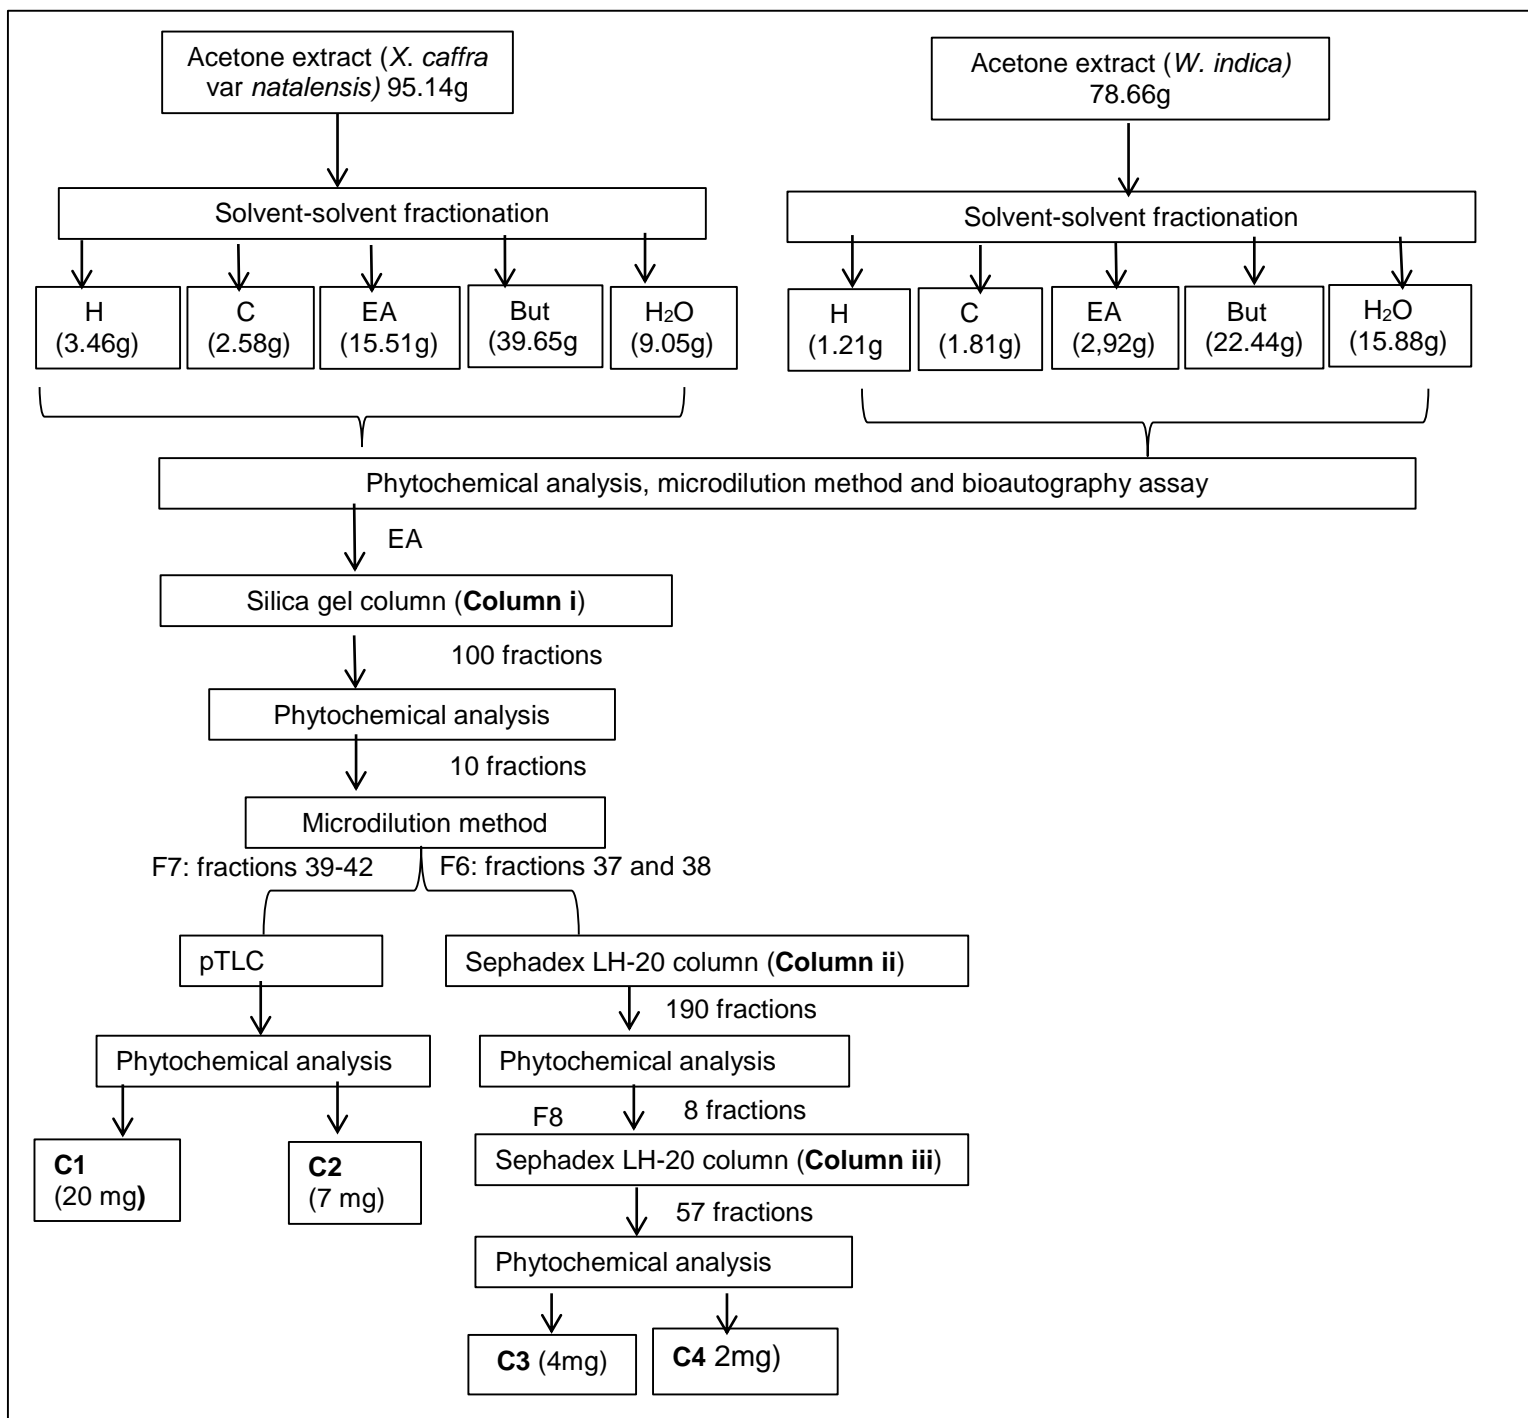 Acetone extract (X. caffra
var natalensis) 95.14g
Acetone extract (W. indica)
78.66g
Solvent-solvent fractionation
Solvent-solvent fractionation
H
(3.46g)
C
(2.58g)
EA
(15.51g)
But
(39.65g
H₂O
(9.05g)
H
(1.21g
C
(1.81g)
EA
(2,92g)
But
(22.44g)
H₂O
(15.88g)
Phytochemical analysis, microdilution method and bioautography assay
EA
Silica gel column (Column i)
100 fractions
Phytochemical analysis
10 fractions
Microdilution method
F7: fractions 39-42
F6: fractions 37 and 38
pTLC
Sephadex LH-20 column (Column ii)
190 fractions
Phytochemical analysis
Phytochemical analysis
F8
8 fractions
C1
(20 mg)
C2
(7 mg)
Sephadex LH-20 column (Column iii)
57 fractions
Phytochemical analysis
C3 (4mg)
C4 2mg)